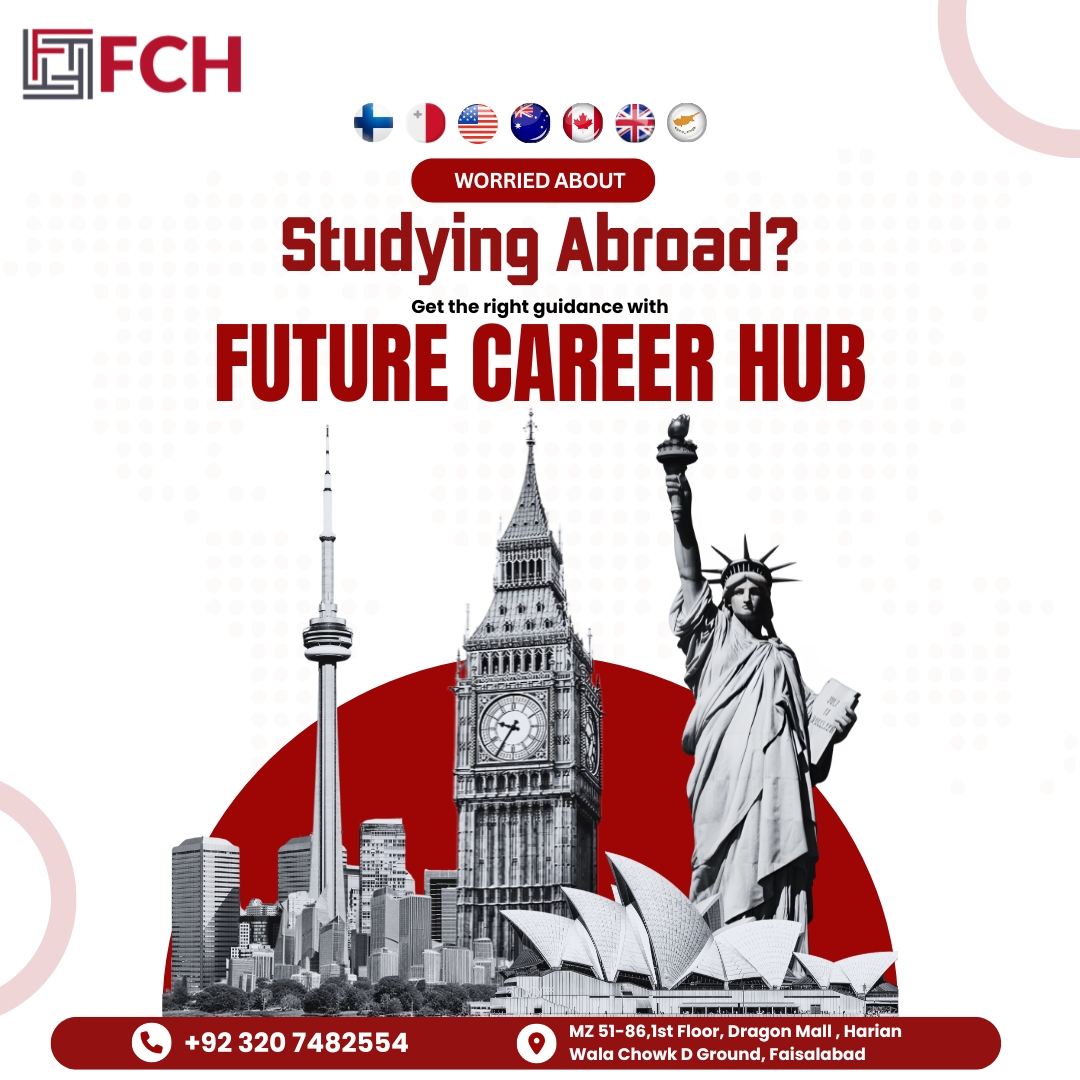 FCH
WORRIED ABOUT
Studying Abroad?
Get the right guidance with
FUTURE CAREER HUB
+92 320 7482554
MZ 51-86,1st Floor, Dragon Mall , Harian
Wala Chowk D Ground, Faisalabad